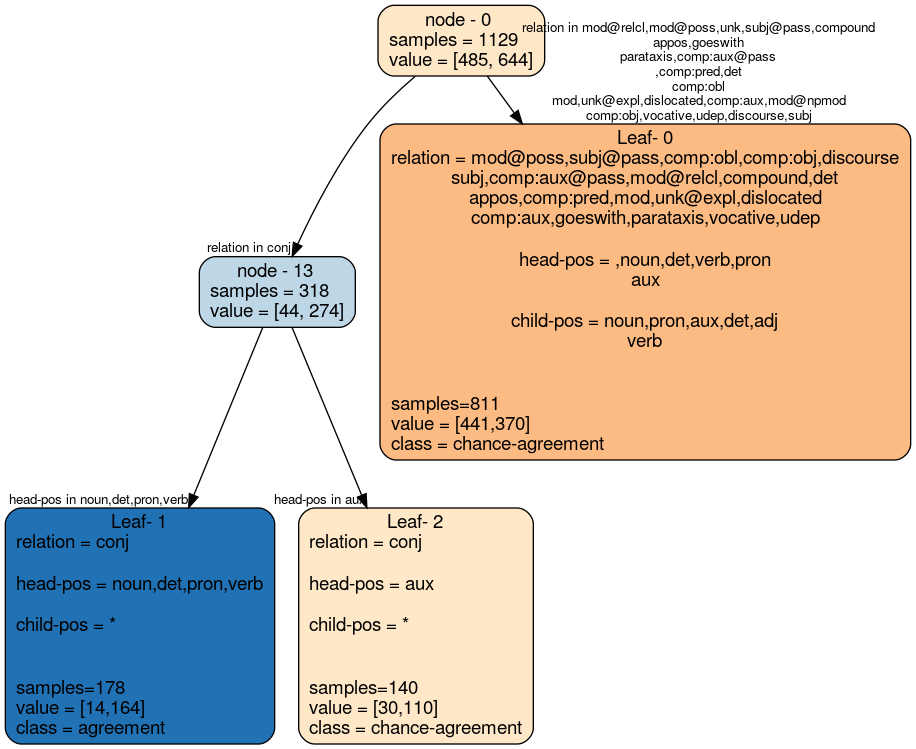 node - 0
samples = 1129
value = [485, 644]
relation in mod@relcl,mod@poss,unk,subj@pass,compound
appos,goeswith
parataxis,comp:aux@pass
,comp:pred,det
comp:obl
mod,unk@expl,dislocated,comp:aux,mod@npmod
comp:obj,vocative,udep,discourse,subj
Leaf- 0
relation = mod@poss,subj@pass,comp:obl,comp:obj,discourse
subj,comp:aux@pass,mod@relcl,compound,det
appos,comp:pred,mod,unk@expl,dislocated
comp:aux,goeswith,parataxis,vocative,udep
head-pos = ,noun,det,verb,pron
aux
child-pos = noun,pron,aux,det,adj
verb
samples=811
value = [441,370]
class = chance-agreement
relation in conj
node - 13
samples = 318
value = [44, 274]
head-pos in noun,det,pron,verb
Leaf- 1
relation = conj
head-pos = noun,det,pron,verb
child-pos = *
samples=178
value = [14,164]
class = agreement
head-pos in aux
Leaf- 2
relation = conj
head-pos = aux
child-pos = *
samples=140
value = [30,110]
class = chance-agreement